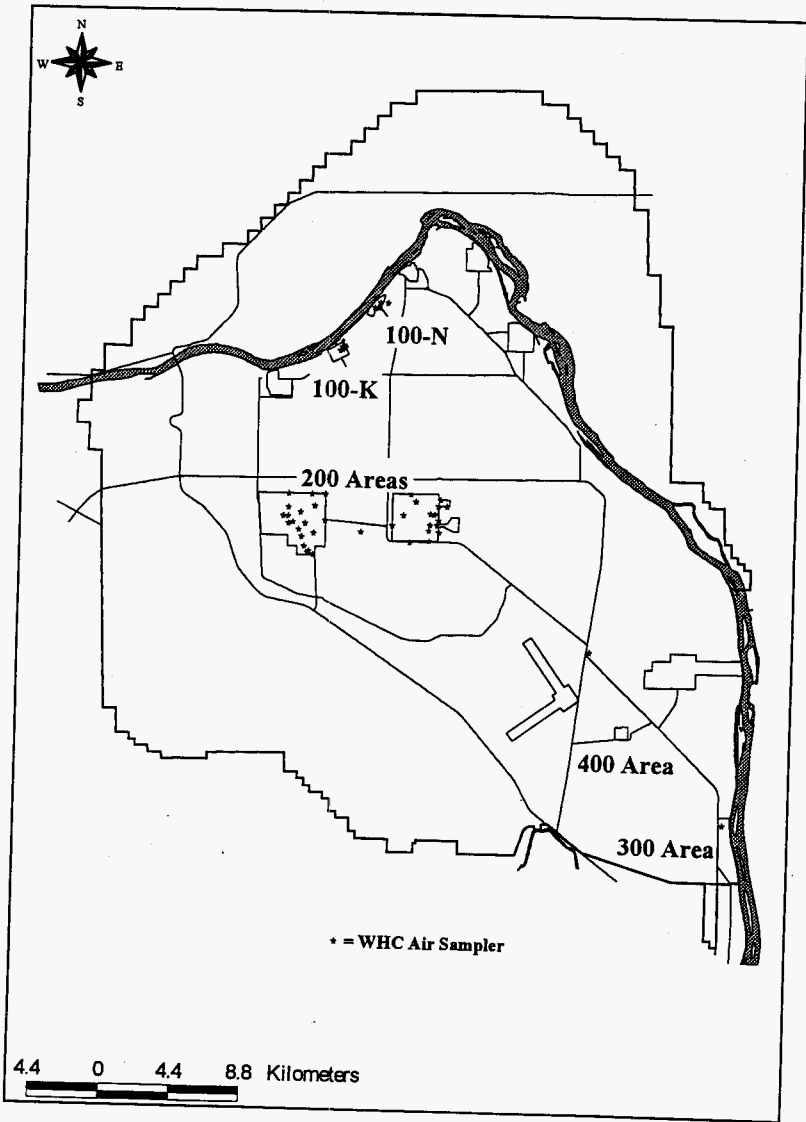 N
W E
S
100-N
100-K
200 Areas
400 Area
300 Area
* = WHC Air Sampler
4.4 0 4.4 8.8 Kilometers